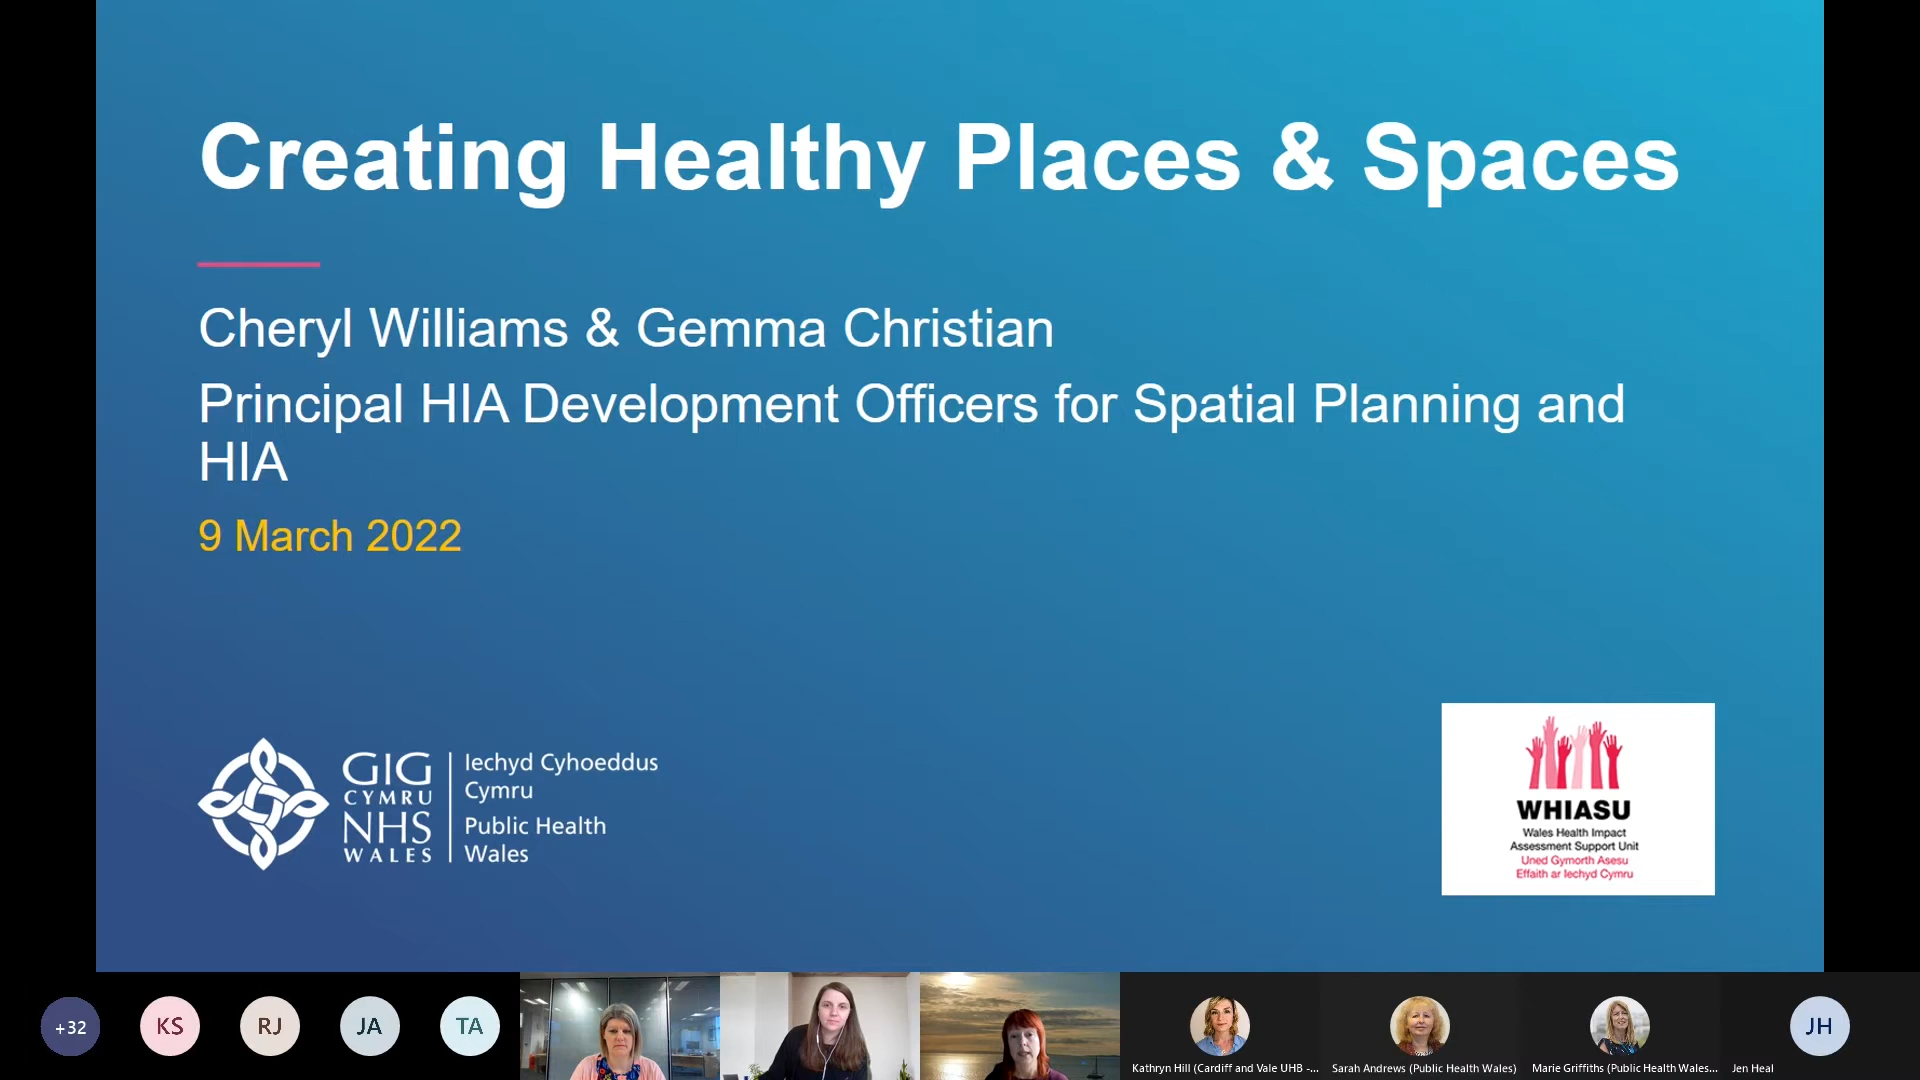 Creating Healthy Places & Spaces
Cheryl Williams & Gemma Christian
Principal HIA Development Officers for Spatial Planning and
HIA
9 March 2022
GIG
CYMRU
NHS
WALES
Iechyd Cyhoeddus
Cymru
Public Health
Wales
WHIASU
Wales Health Impact
Assessment Support Unit
Uned Gymorth Asesu
Effaith ar Iechyd Cymru
+32
KS
RJ
JA
TA
JH
Kathryn Hill (Cardiff and Vale UHB -...
Sarah Andrews (Public Health Wales)
Marie Griffiths (Public Health Wales...
Jen Heal